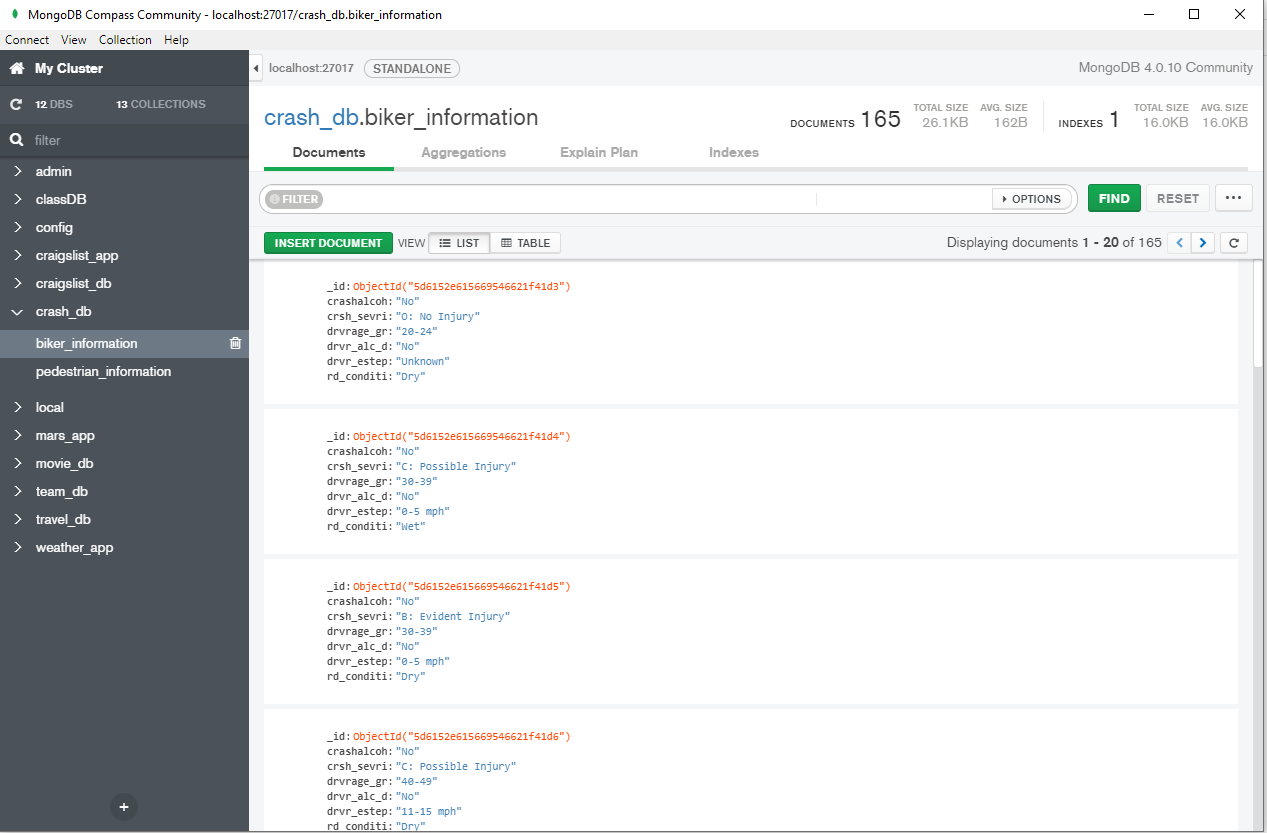 MongoDB Compass Community - localhost:27017/crash_db.biker_information
Connect View Collection Help
My Cluster
12 DBS 13 COLLECTIONS
filter
admin
classDB
config
craigslist_app
craigslist_db
crash_db
biker_information
pedestrian_information
local
mars_app
movie_db
team_db
travel_db
weather_app
+
localhost:27017 STANDALONE MongoDB 4.0.10 Community
crash_db.biker_information
DOCUMENTS 165 TOTAL SIZE 26.1KB AVG. SIZE 162B INDEXES 1 TOTAL SIZE 16.0KB AVG. SIZE 16.0KB
Documents Aggregations Explain Plan Indexes
FILTER OPTIONS FIND RESET ...
INSERT DOCUMENT VIEW LIST TABLE Displaying documents 1 - 20 of 165 < >
_id: ObjectId("5d6152e615669546621f41d3")
crashalcoh: "No"
crsh_sevri: "O: No Injury"
drvrage_gr: "20-24"
drvr_alc_d: "No"
drvr_estep: "Unknown"
rd_conditi: "Dry"
_id: ObjectId("5d6152e615669546621f41d4")
crashalcoh: "No"
crsh_sevri: "C: Possible Injury"
drvrage_gr: "30-39"
drvr_alc_d: "No"
drvr_estep: "0-5 mph"
rd_conditi: "Wet"
_id: ObjectId("5d6152e615669546621f41d5")
crashalcoh: "No"
crsh_sevri: "B: Evident Injury"
drvrage_gr: "30-39"
drvr_alc_d: "No"
drvr_estep: "0-5 mph"
rd_conditi: "Dry"
_id: ObjectId("5d6152e615669546621f41d6")
crashalcoh: "No"
crsh_sevri: "C: Possible Injury"
drvrage_gr: "40-49"
drvr_alc_d: "No"
drvr_estep: "11-15 mph"
rd_conditi: "Dry"